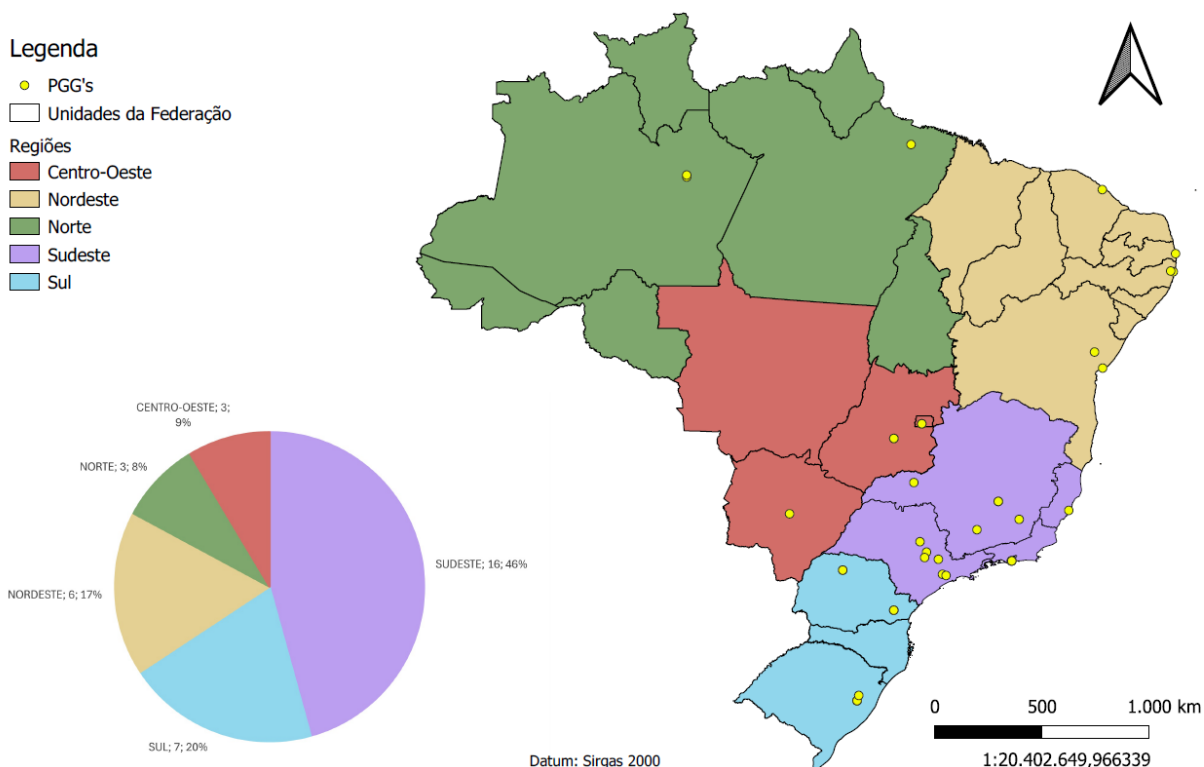 Legenda
PGG's
Unidades da Federação
Regiões
Centro-Oeste
Nordeste
Norte
Sudeste
Sul
CENTRO-OESTE; 3;
9%
NORTE; 3; 8%
NORDESTE; 6; 17%
SUDESTE; 16; 46%
SUL; 7; 20%
0 500 1.000 km
Datum: Sirgas 2000
1:20.402.649,966339